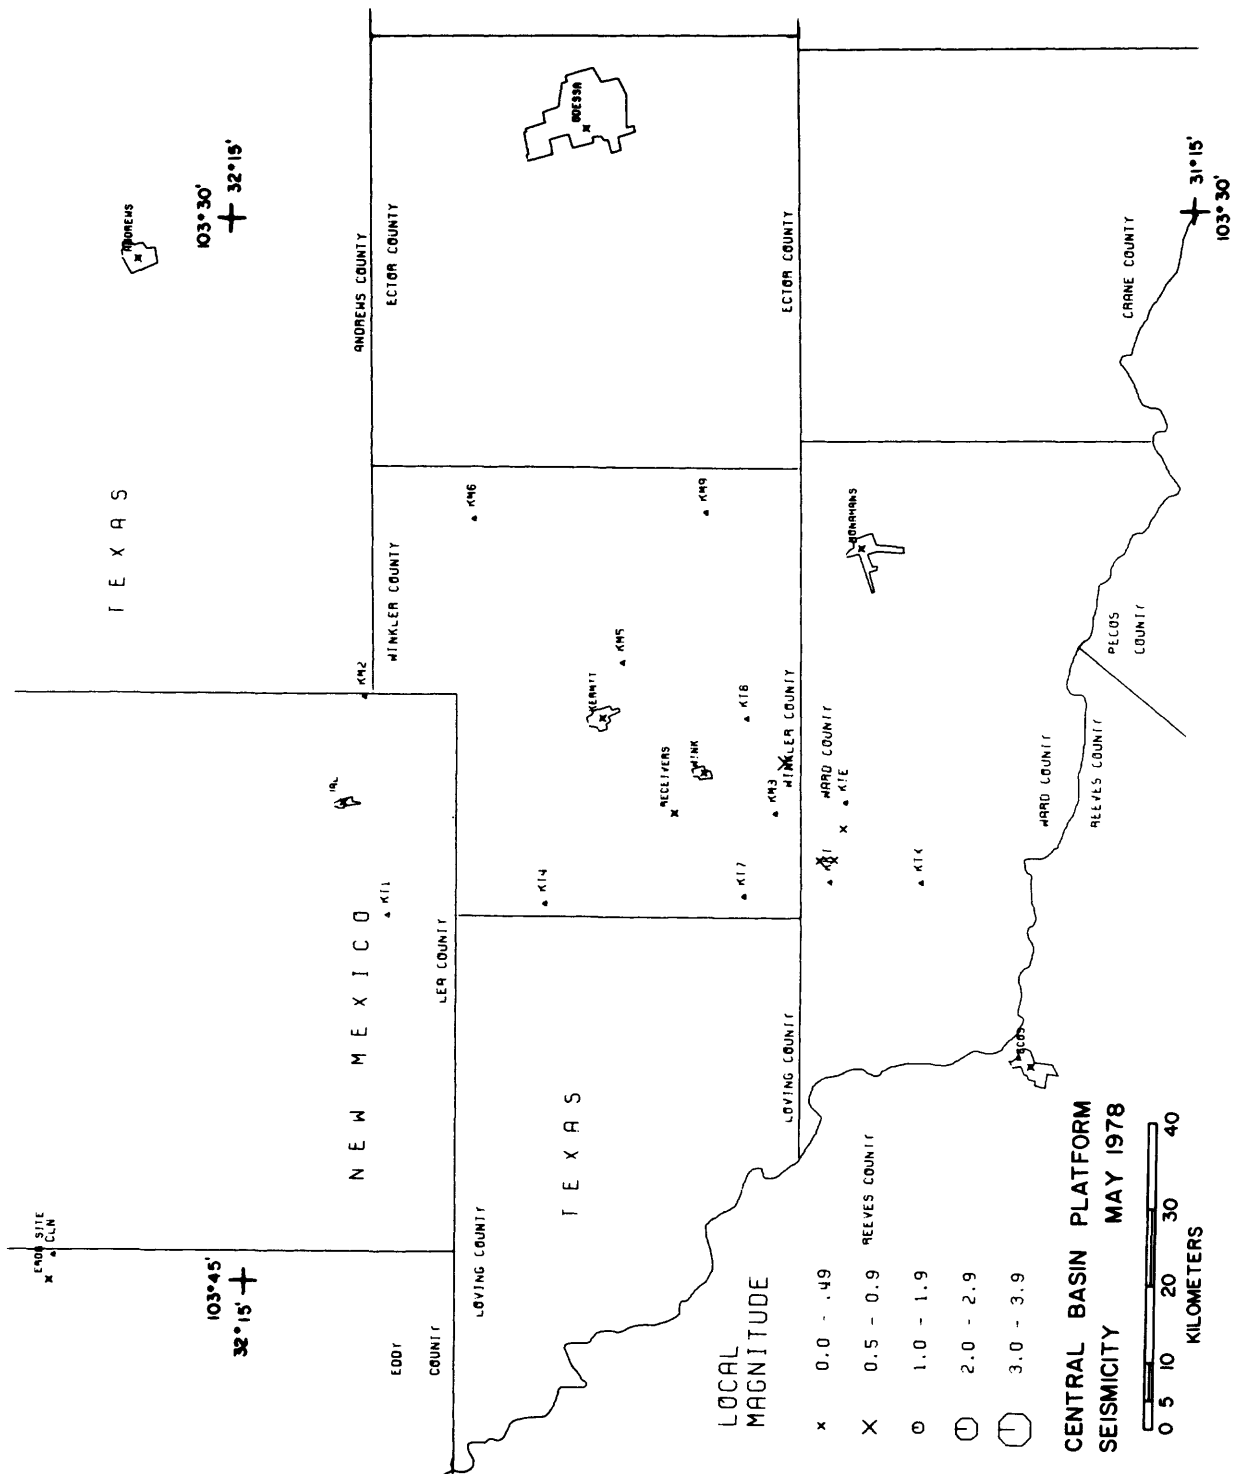 ANDREWS
103° 30'
32° 15'
TEXAS
ANDREWS COUNTY
ECTOR COUNTY
ODESSA
ECTOR COUNTY
CRANE COUNTY
31° 15'
103° 30'
KM6
KM9
MONAHANS
WINKLER COUNTY
KM2
KM5
KERMIT
KT8
WINKLER COUNTY
WARD COUNTY
KTE
PECOS
COUNTY
WARD COUNTY
REEVES COUNTY
RECEIVERS
WINK
KM3
JAL
KT1
KT4
KT7
NEW MEXICO
LEA COUNTY
LOVING COUNTY
TEXAS
LOVING COUNTY
ERDA SITE
CLN
103° 45'
32° 15'
EDDY
COUNTY
REEVES COUNTY
LOCAL
MAGNITUDE
0.0 - .49
0.5 - 0.9
1.0 - 1.9
2.0 - 2.9
3.0 - 3.9
CENTRAL BASIN PLATFORM
SEISMICITY MAY 1978
0 5 10 20 30 40
KILOMETERS